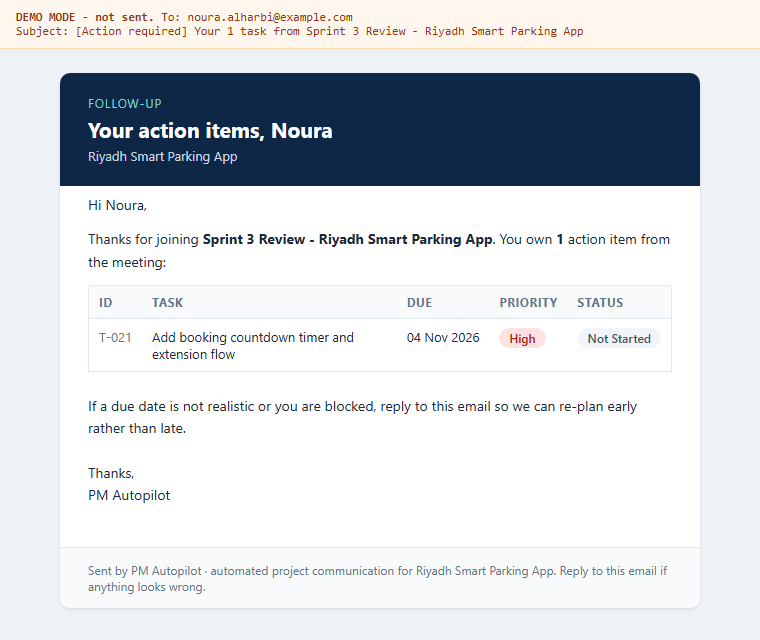 DEMO MODE - not sent. To: noura.alharbi@example.com
Subject: [Action required] Your 1 task from Sprint 3 Review - Riyadh Smart Parking App
FOLLOW-UP
Your action items, Noura
Riyadh Smart Parking App
Hi Noura,
Thanks for joining Sprint 3 Review - Riyadh Smart Parking App. You own 1 action item from
the meeting:
ID TASK DUE PRIORITY STATUS
T-021 Add booking countdown timer and 04 Nov 2026 High Not Started
extension flow
If a due date is not realistic or you are blocked, reply to this email so we can re-plan early
rather than late.
Thanks,
PM Autopilot
Sent by PM Autopilot · automated project communication for Riyadh Smart Parking App. Reply to this email if
anything looks wrong.